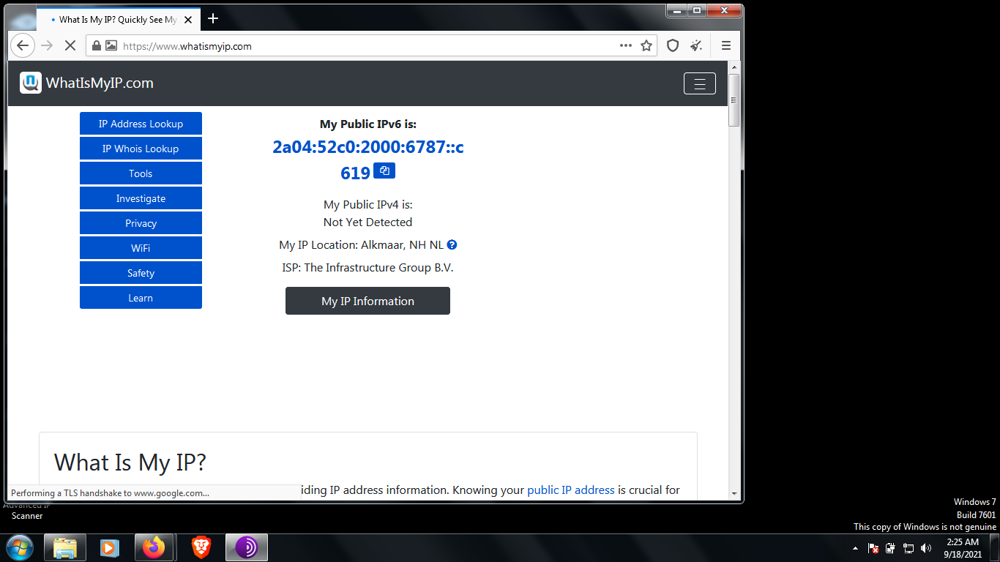 What Is My IP? Quickly See My
https://www.whatismyip.com
WhatIsMyIP.com
IP Address Lookup
IP Whois Lookup
Tools
Investigate
Privacy
WiFi
Safety
Learn
My Public IPv6 is:
2a04:52c0:2000:6787::c
619
My Public IPv4 is:
Not Yet Detected
My IP Location: Alkmaar, NH NL
ISP: The Infrastructure Group B.V.
My IP Information
What Is My IP?
iding IP address information. Knowing your public IP address is crucial for
Performing a TLS handshake to www.google.com...
Advanced IP
Scanner
Windows 7
Build 7601
This copy of Windows is not genuine
2:25 AM
9/18/2021